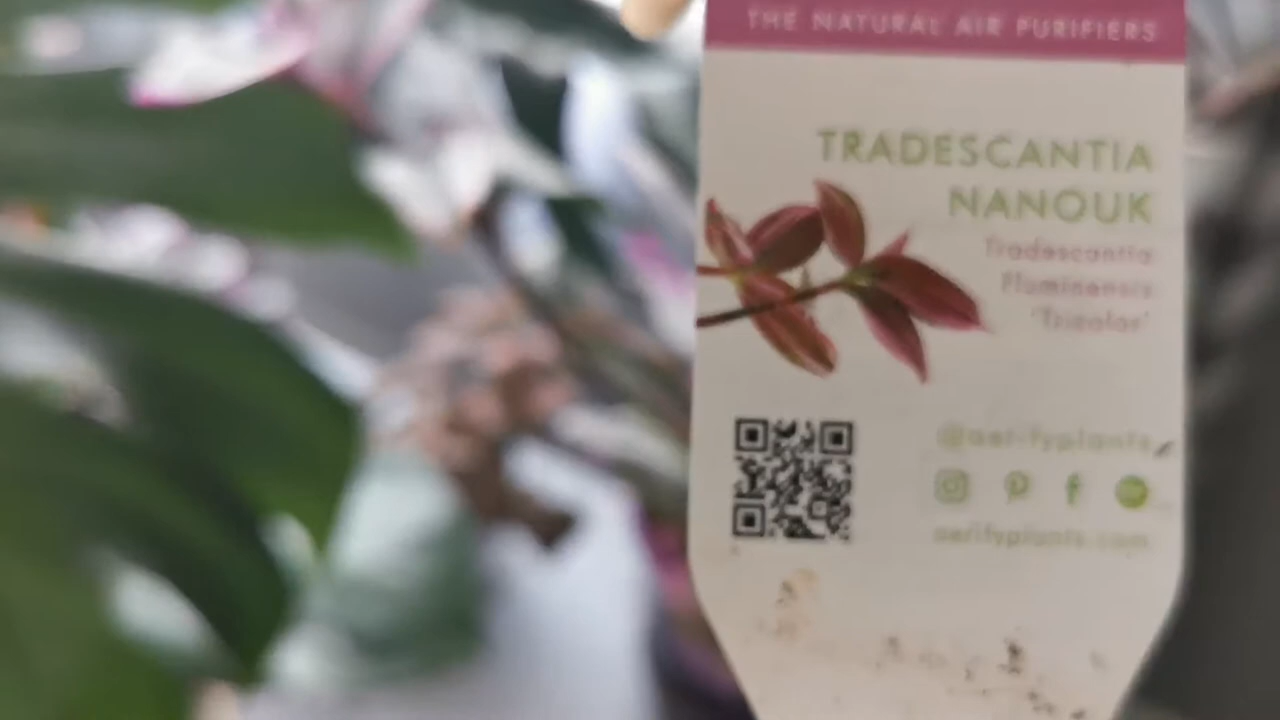 THE NATURAL AIR PURIFIERS
TRADESCANTIA
NANOUK
Tradescantia
Fluminensis
'Tricolor'
@aerifyplants
aerifyplants.com